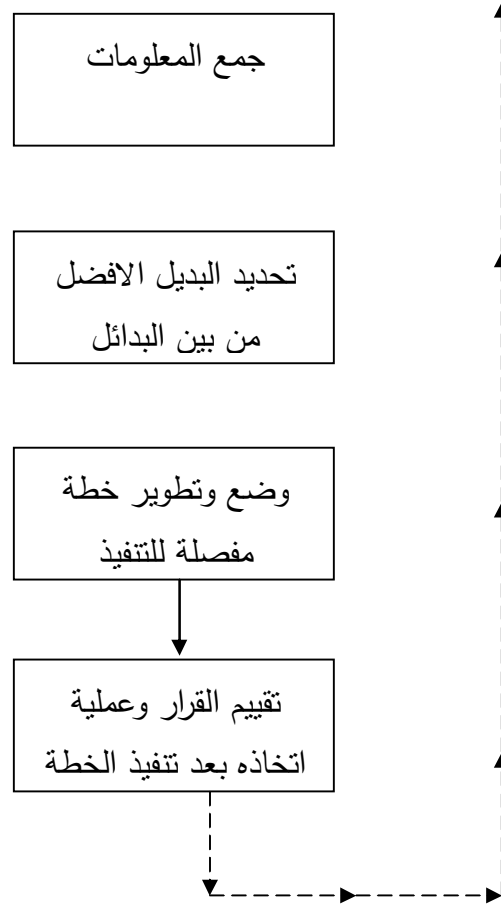 جمع المعلومات
تحديد البديل الافضل
من بين البدائل
وضع وتطوير خطة
مفصلة للتنفيذ
تقييم القرار وعملية
اتخاذه بعد تنفيذ الخطة